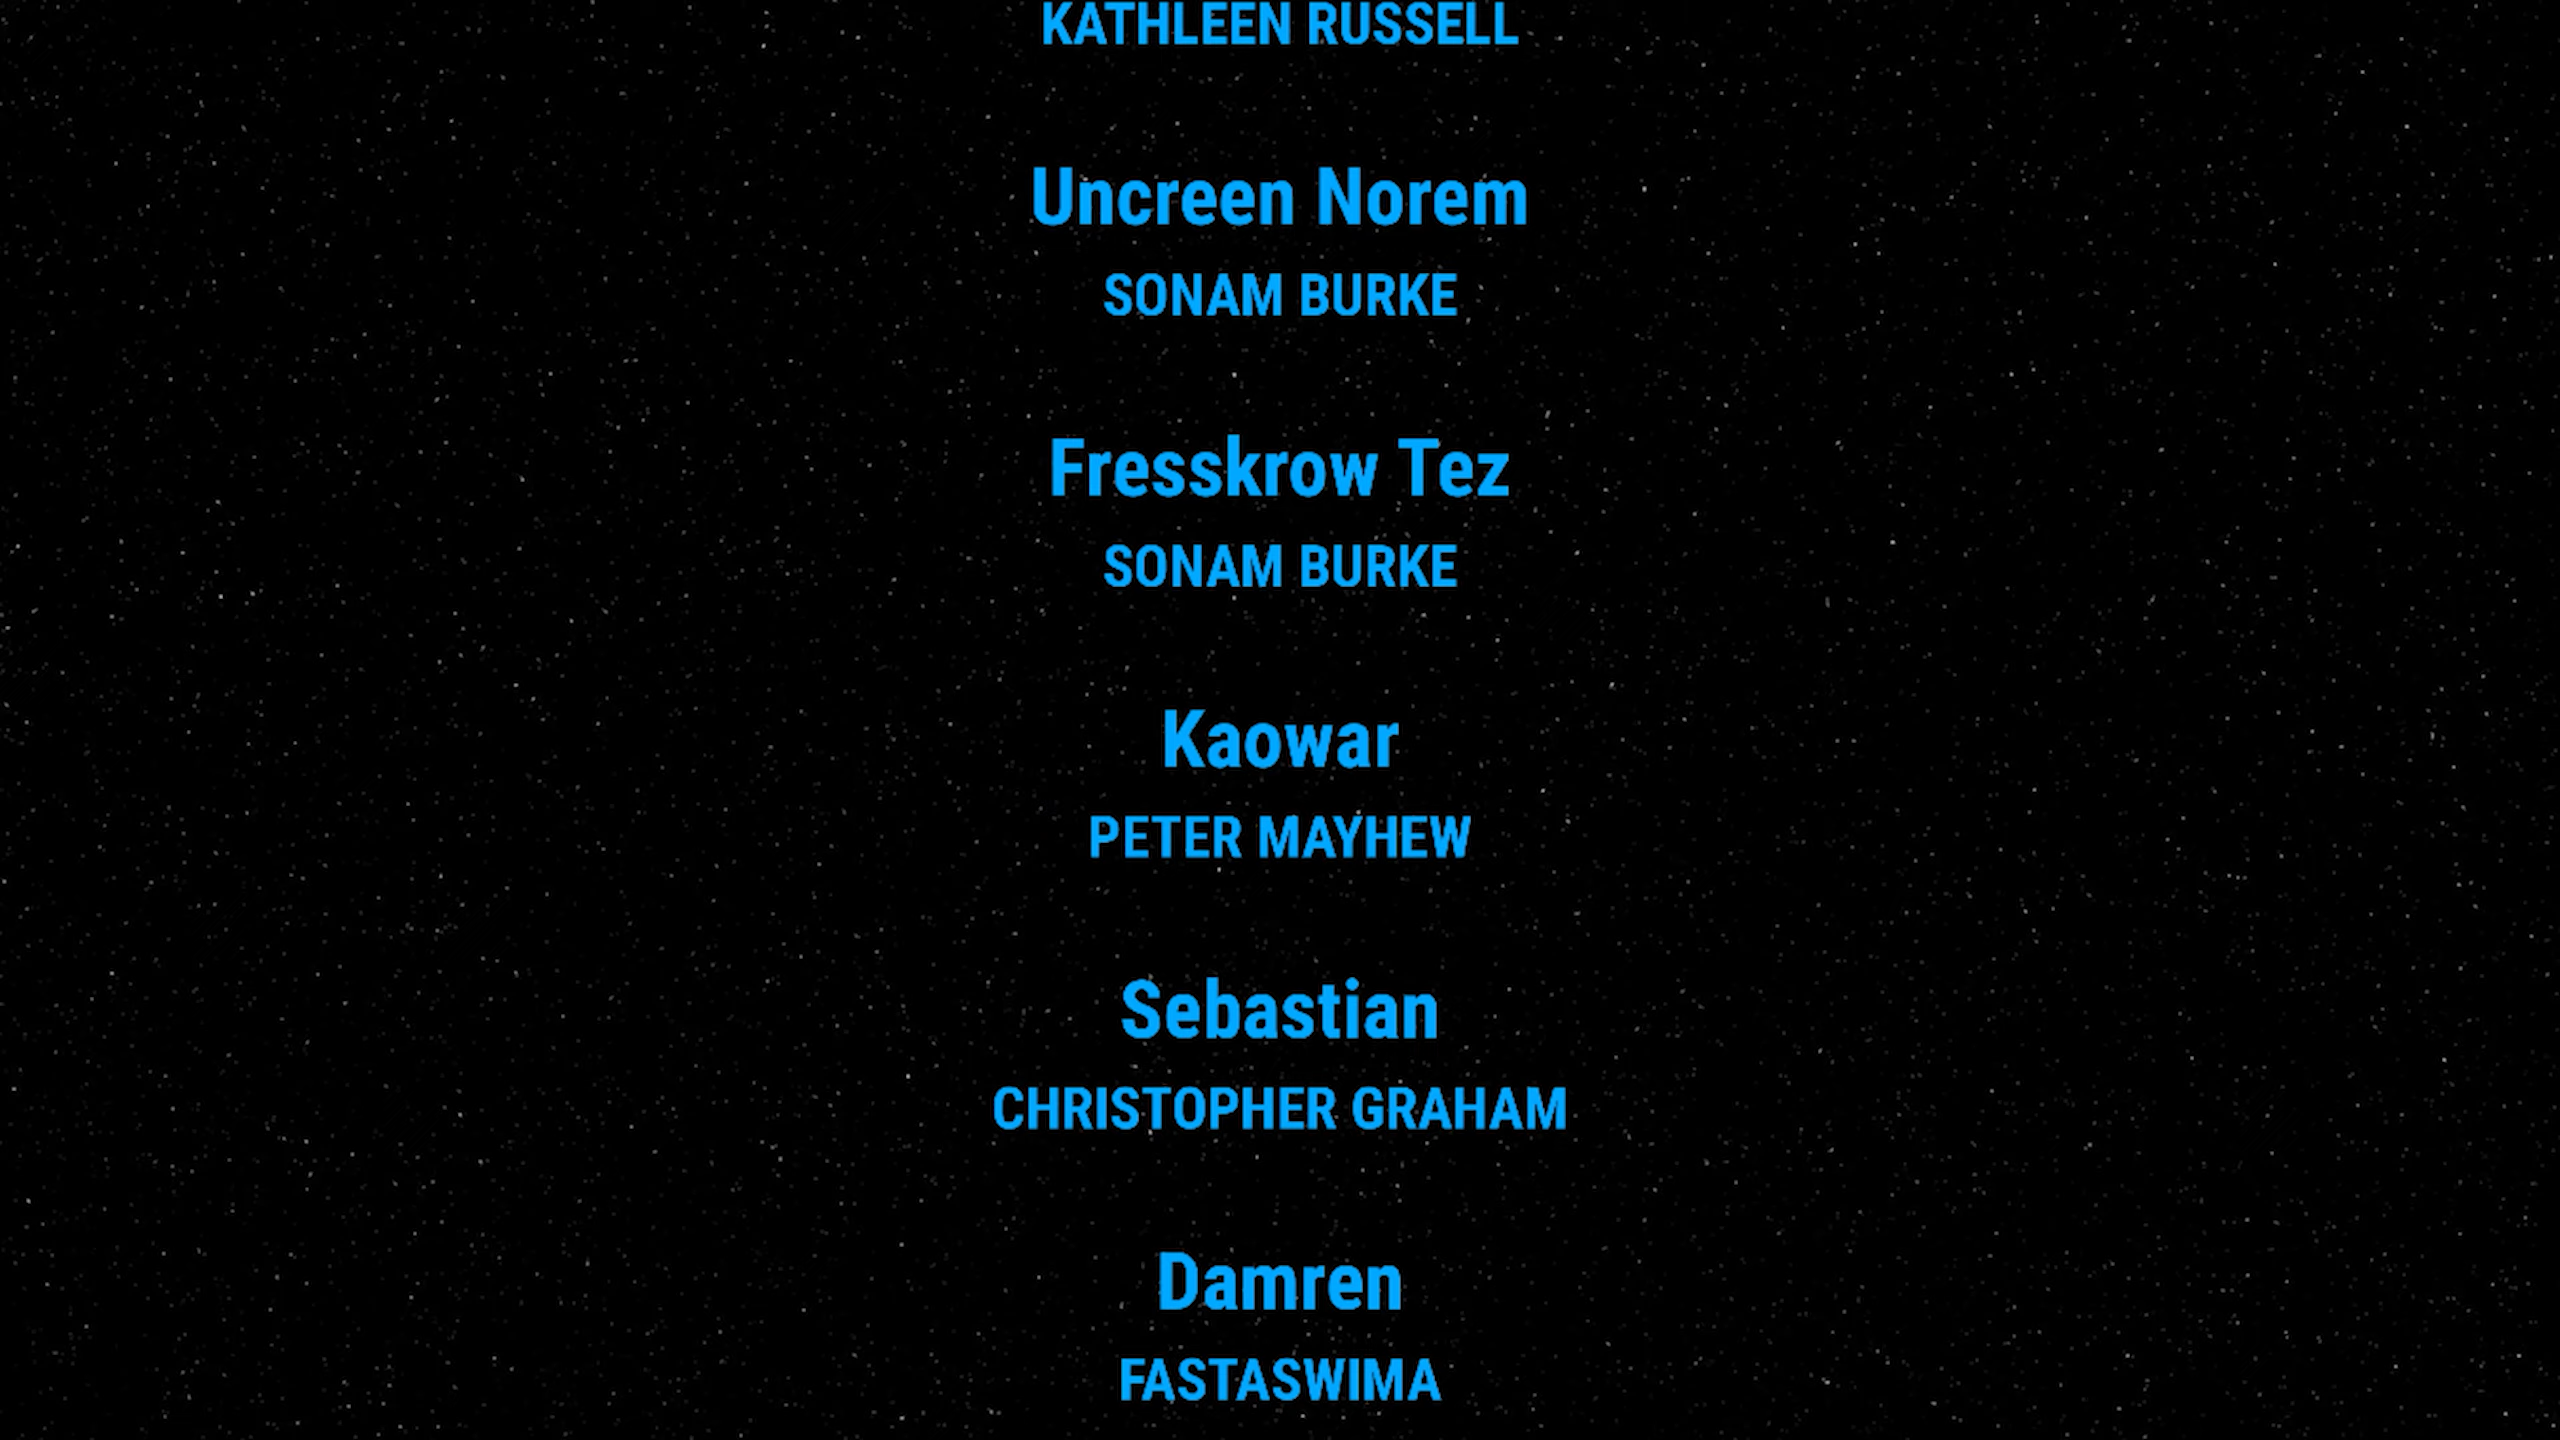 KATHLEEN RUSSELL
Uncreen Norem
SONAM BURKE
Fresskrow Tez
SONAM BURKE
Kaowar
PETER MAYHEW
Sebastian
CHRISTOPHER GRAHAM
Damren
FASTASWIMA